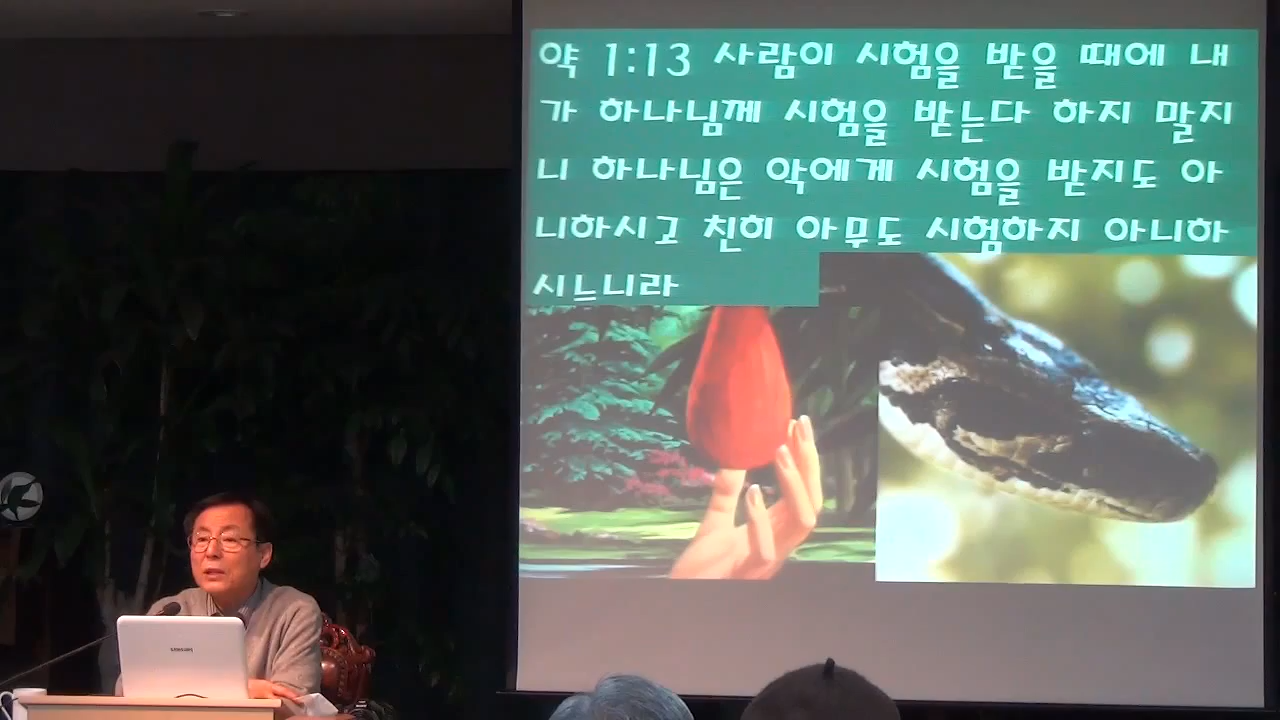 약 1:13 사람이 시험을 받을 때에 내
가 하나님께 시험을 받는다 하지 말지
니 하나님은 악에게 시험을 받지도 아
니하시고 친히 아무도 시험하지 아니하
시느니라
SAMSUNG